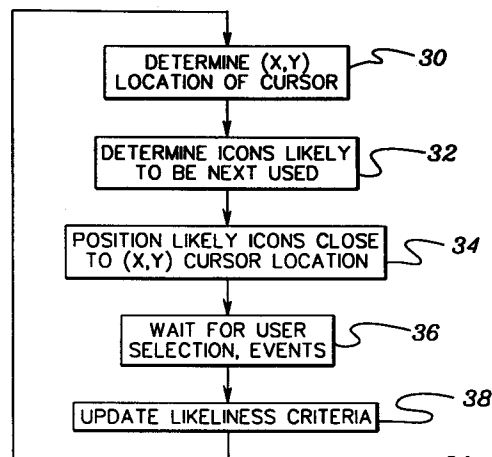 DETERMINE (X,Y)
LOCATION OF CURSOR
30
DETERMINE ICONS LIKELY
TO BE NEXT USED
32
POSITION LIKELY ICONS CLOSE
TO (X,Y) CURSOR LOCATION
34
WAIT FOR USER
SELECTION, EVENTS
36
UPDATE LIKELINESS CRITERIA
38